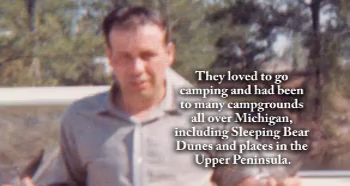 They loved to go
camping and had been
to many campgrounds
all over Michigan,
including Sleeping Bear
Dunes and places in the
Upper Peninsula.